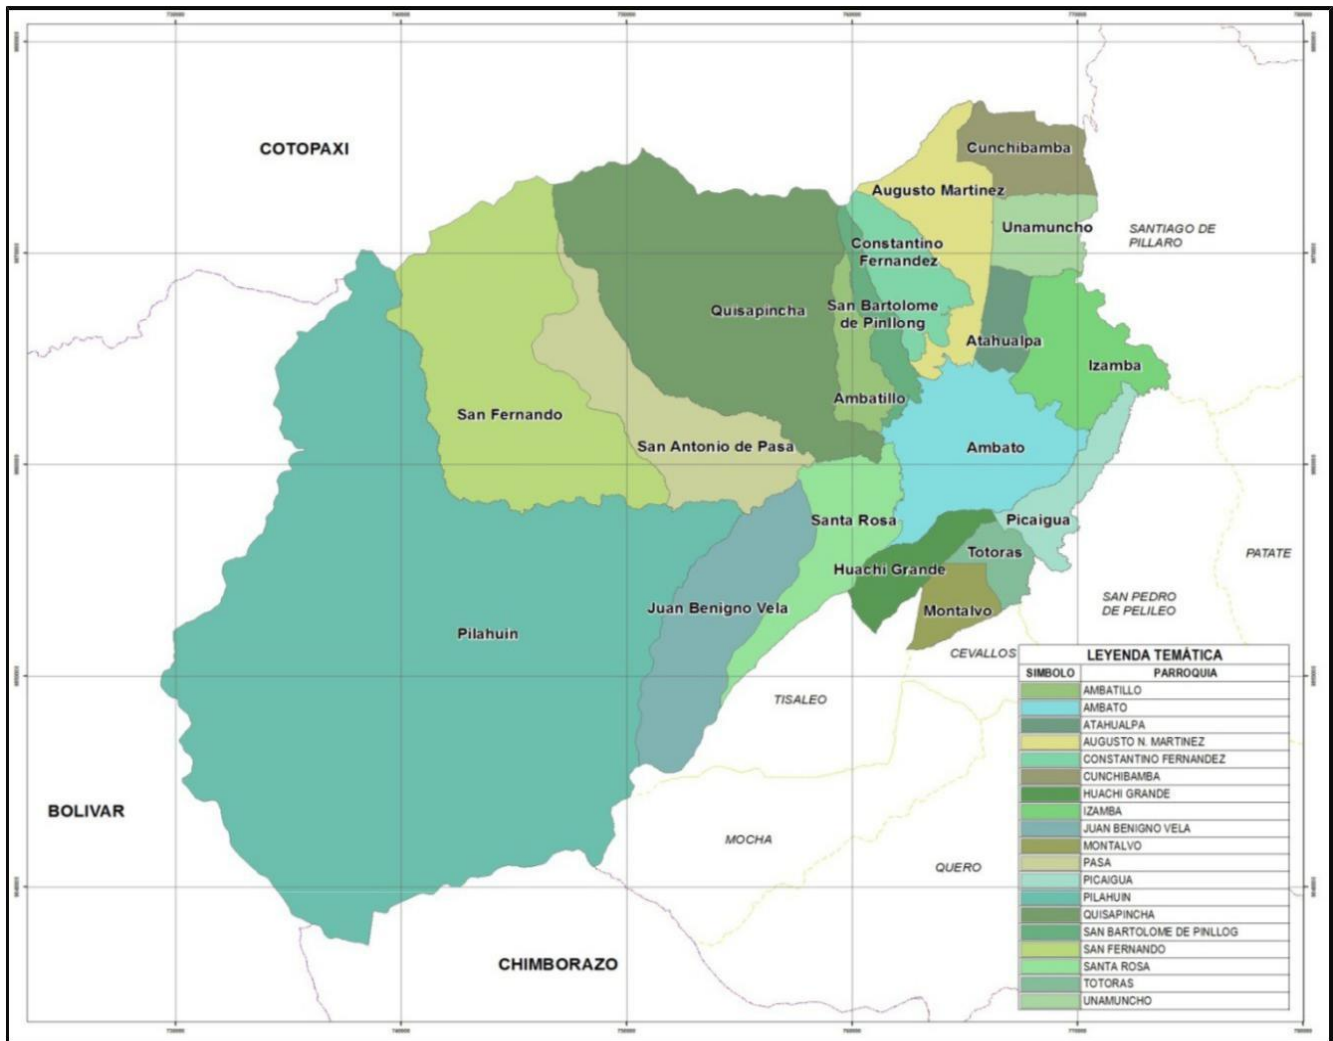 COTOPAXI
Cunchibamba
Augusto Martinez
Unamuncho
SANTIAGO DE
PILLARO
Constantino
Fernandez
San Bartolome
de Pinllong
Quisapincha
Atahualpa
Izamba
Ambatillo
San Fernando
San Antonio de Pasa
Ambato
Santa Rosa
Picaigua
Totoras
PATATE
Huachi Grande
SAN PEDRO
DE PELILEO
Juan Benigno Vela
Montalvo
Pilahuin
CEVALLOS
TISALEO
BOLIVAR
MOCHA
QUERO
CHIMBORAZO
LEYENDA TEMÁTICA
SIMBOLO PARROQUIA
AMBATILLO
AMBATO
ATAHUALPA
AUGUSTO N. MARTINEZ
CONSTANTINO FERNANDEZ
CUNCHIBAMBA
HUACHI GRANDE
IZAMBA
JUAN BENIGNO VELA
MONTALVO
PASA
PICAIGUA
PILAHUIN
QUISAPINCHA
SAN BARTOLOME DE PINLLOG
SAN FERNANDO
SANTA ROSA
TOTORAS
UNAMUNCHO